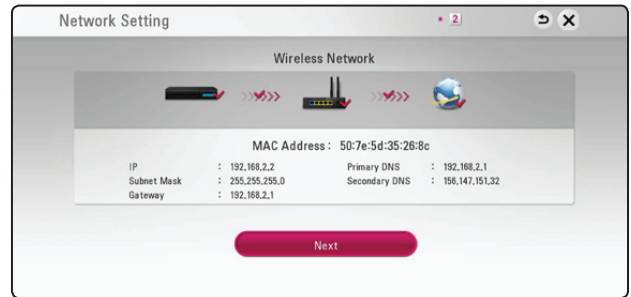 Network Setting
2
Wireless Network
MAC Address : 50:7e:5d:35:26:8c
IP : 192,168,2,2 Primary DNS : 192,168,2,1
Subnet Mask : 255,255,255,0 Secondary DNS : 156,147,151,32
Gateway : 192,168,2,1
Next